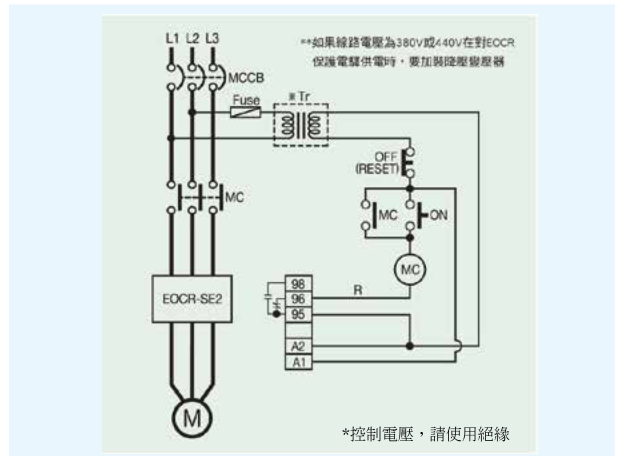 L1 L2 L3
**如果線路電壓為380V或440V在對EOCR
保護電驛供電時,要加裝降壓變壓器
MCCB
Fuse
※Tr
OFF
(RESET)
MC
MC
ON
MC
R
98
96
95
A2
A1
EOCR-SE2
M
*控制電壓,請使用絕緣